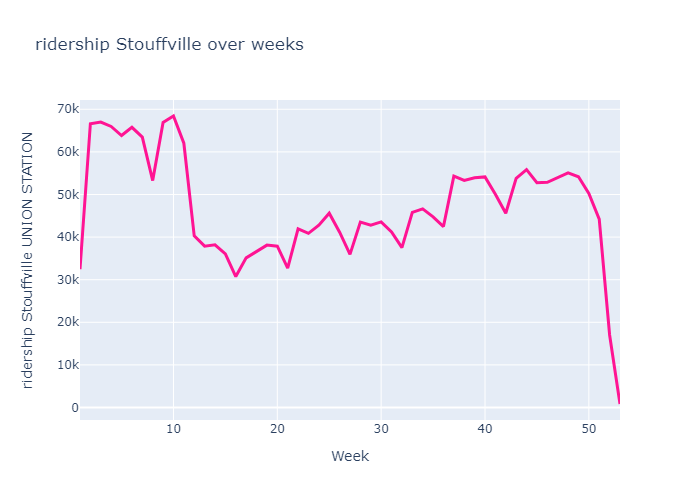 ridership Stouffville over weeks
ridership Stouffville UNION STATION
70k
60k
50k
40k
30k
20k
10k
0
10
20
30
40
50
Week